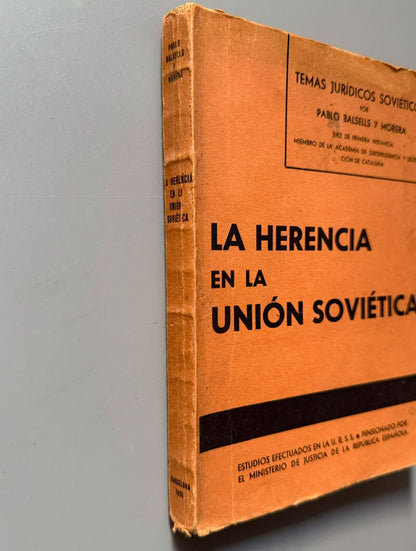 PABLO
BALSELLS
Y
MORERA
LA HERENCIA
EN LA
UNIÓN
SOVIÉTICA
BARCELONA
TEMAS JURÍDICOS SOVIÉTICO
POR
PABLO BALSELLS Y MORERA
JUEZ DE PRIMERA INSTANCIA
MIEMBRO DE LA ACADEMIA DE JURISPRUDENCIA Y
CIÓN DE CATALUÑA
LA HERENCIA
EN LA
UNIÓN SOVIÉTICA
ESTUDIOS EFECTUADOS EN LA U. R. S. S. PENSIONADO POR
EL MINISTERIO DE JUSTICIA DE LA REPÚBLICA ESPAÑOLA.